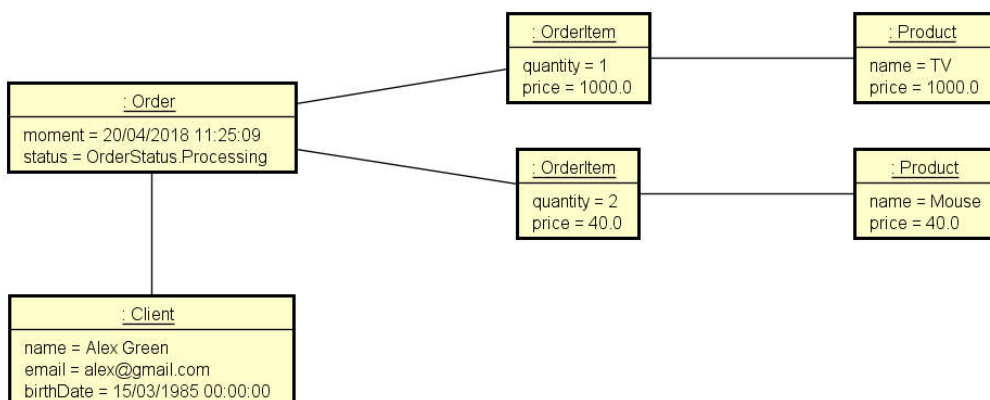 : Order
moment = 20/04/2018 11:25:09
status = OrderStatus.Processing
: OrderItem
quantity = 1
price = 1000.0
: Product
name = TV
price = 1000.0
: OrderItem
quantity = 2
price = 40.0
: Product
name = Mouse
price = 40.0
: Client
name = Alex Green
email = alex@gmail.com
birthDate = 15/03/1985 00:00:00